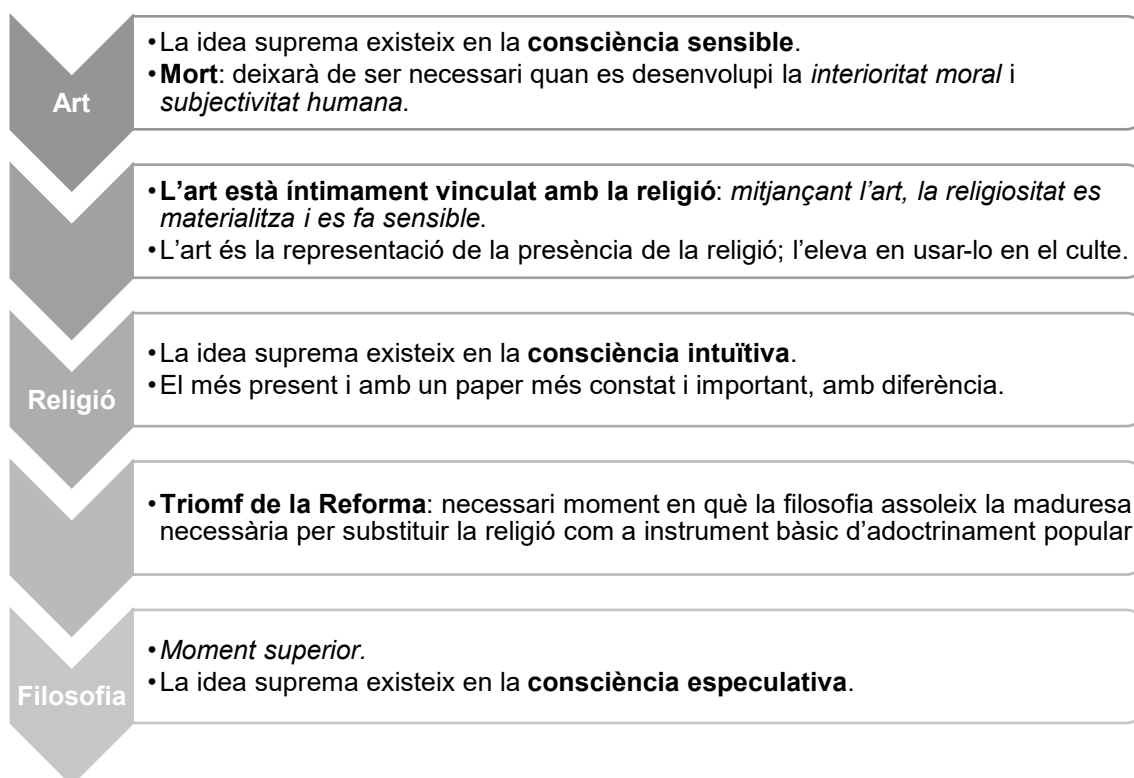 Art
•La idea suprema existeix en la consciència sensible.
•Mort: deixarà de ser necessari quan es desenvolupi la interioritat moral i
subjectivitat humana.
•L'art està íntimament vinculat amb la religió: mitjançant l'art, la religiositat es
materialitza i es fa sensible.
•L'art és la representació de la presència de la religió; l'eleva en usar-lo en el culte.
Religió
•La idea suprema existeix en la consciència intuïtiva.
•El més present i amb un paper més constat i important, amb diferència.
•Triomf de la Reforma: necessari moment en què la filosofia assoleix la maduresa
necessària per substituir la religió com a instrument bàsic d'adoctrinament popular
Filosofia
•Moment superior.
•La idea suprema existeix en la consciència especulativa.